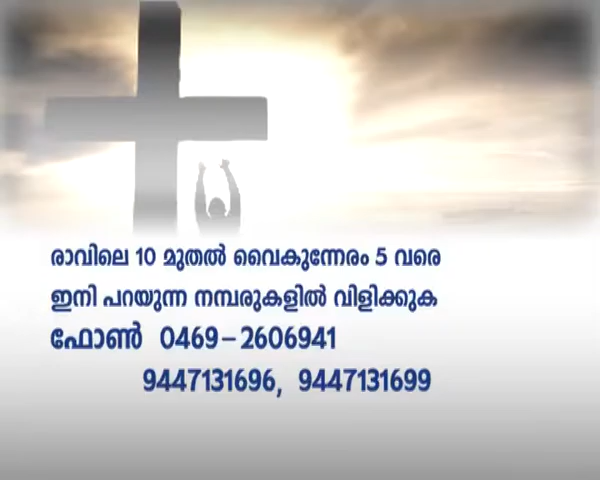 രാവിലെ 10 മുതൽ വൈകുന്നേരം 5 വരെ
ഇനി പറയുന്ന നമ്പരുകളിൽ വിളിക്കുക
ഫോൺ 0469-2606941
9447131696, 9447131699